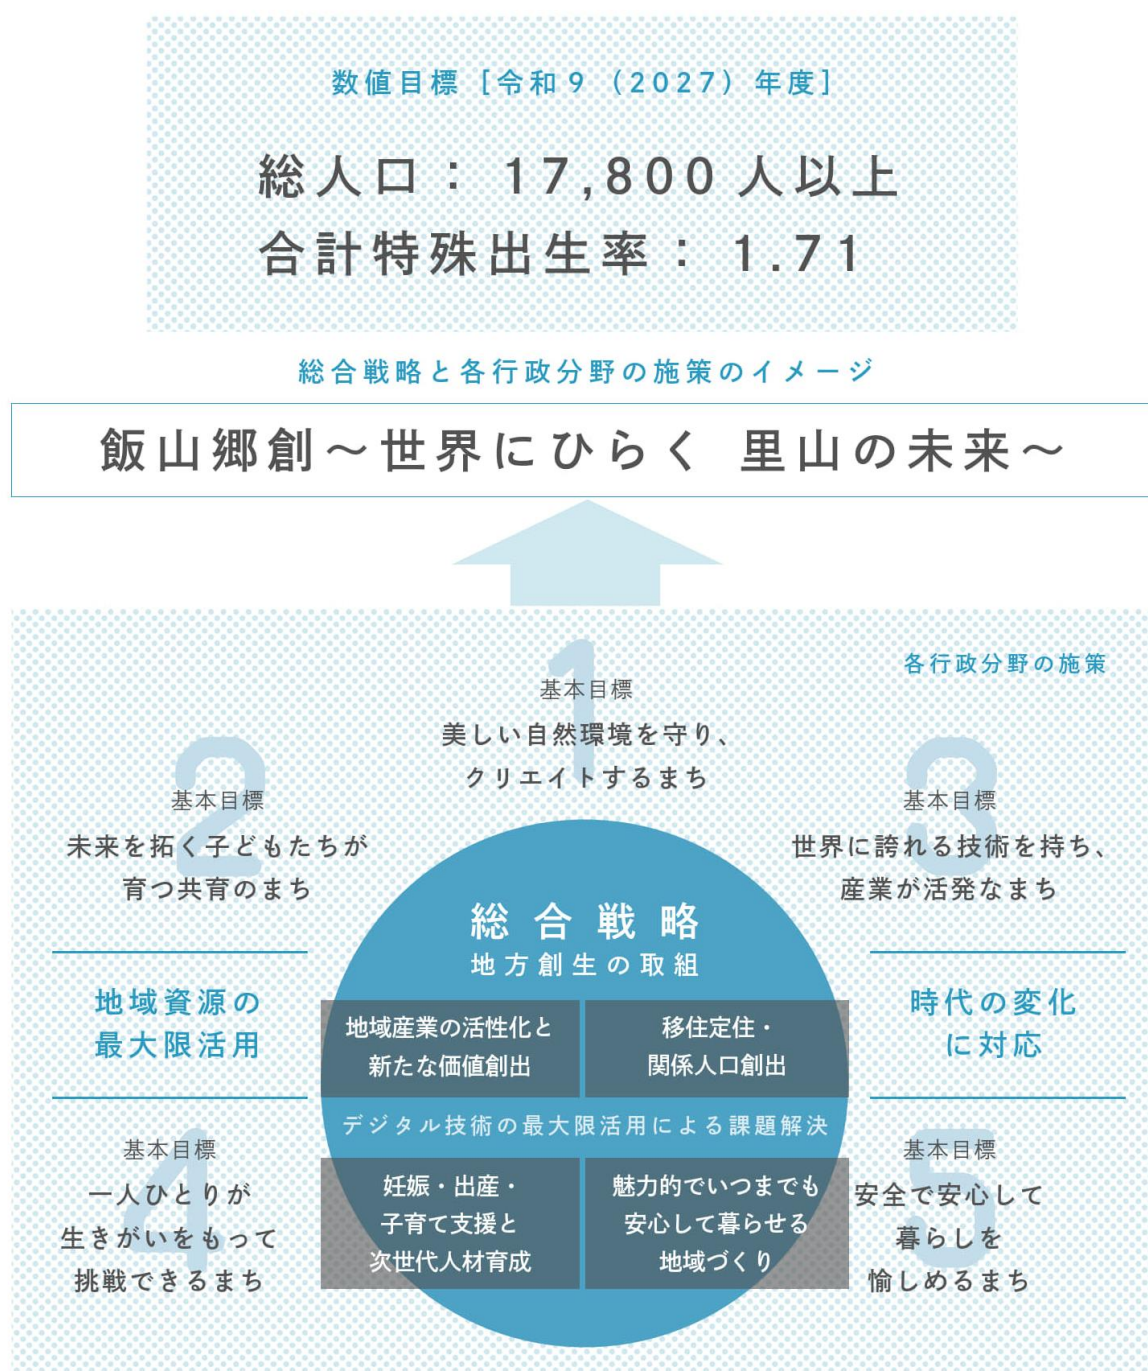 数値目標［令和9（2027）年度］
総人口：17,800人以上
合計特殊出生率：1.71
総合戦略と各行政分野の施策のイメージ
飯山郷創～世界にひらく 里山の未来～
各行政分野の施策
1
基本目標
美しい自然環境を守り、
クリエイトするまち
2
基本目標
未来を拓く子どもたちが
育つ共育のまち
3
基本目標
世界に誇れる技術を持ち、
産業が活発なまち
総合戦略
地方創生の取組
地域資源の
最大限活用
時代の変化
に対応
地域産業の活性化と
新たな価値創出
移住定住・
関係人口創出
デジタル技術の最大限活用による課題解決
妊娠・出産・
子育て支援と
次世代人材育成
魅力的でいつまでも
安心して暮らせる
地域づくり
4
基本目標
一人ひとりが
生きがいをもって
挑戦できるまち
5
基本目標
安全で安心して
暮らしを
愉しめるまち